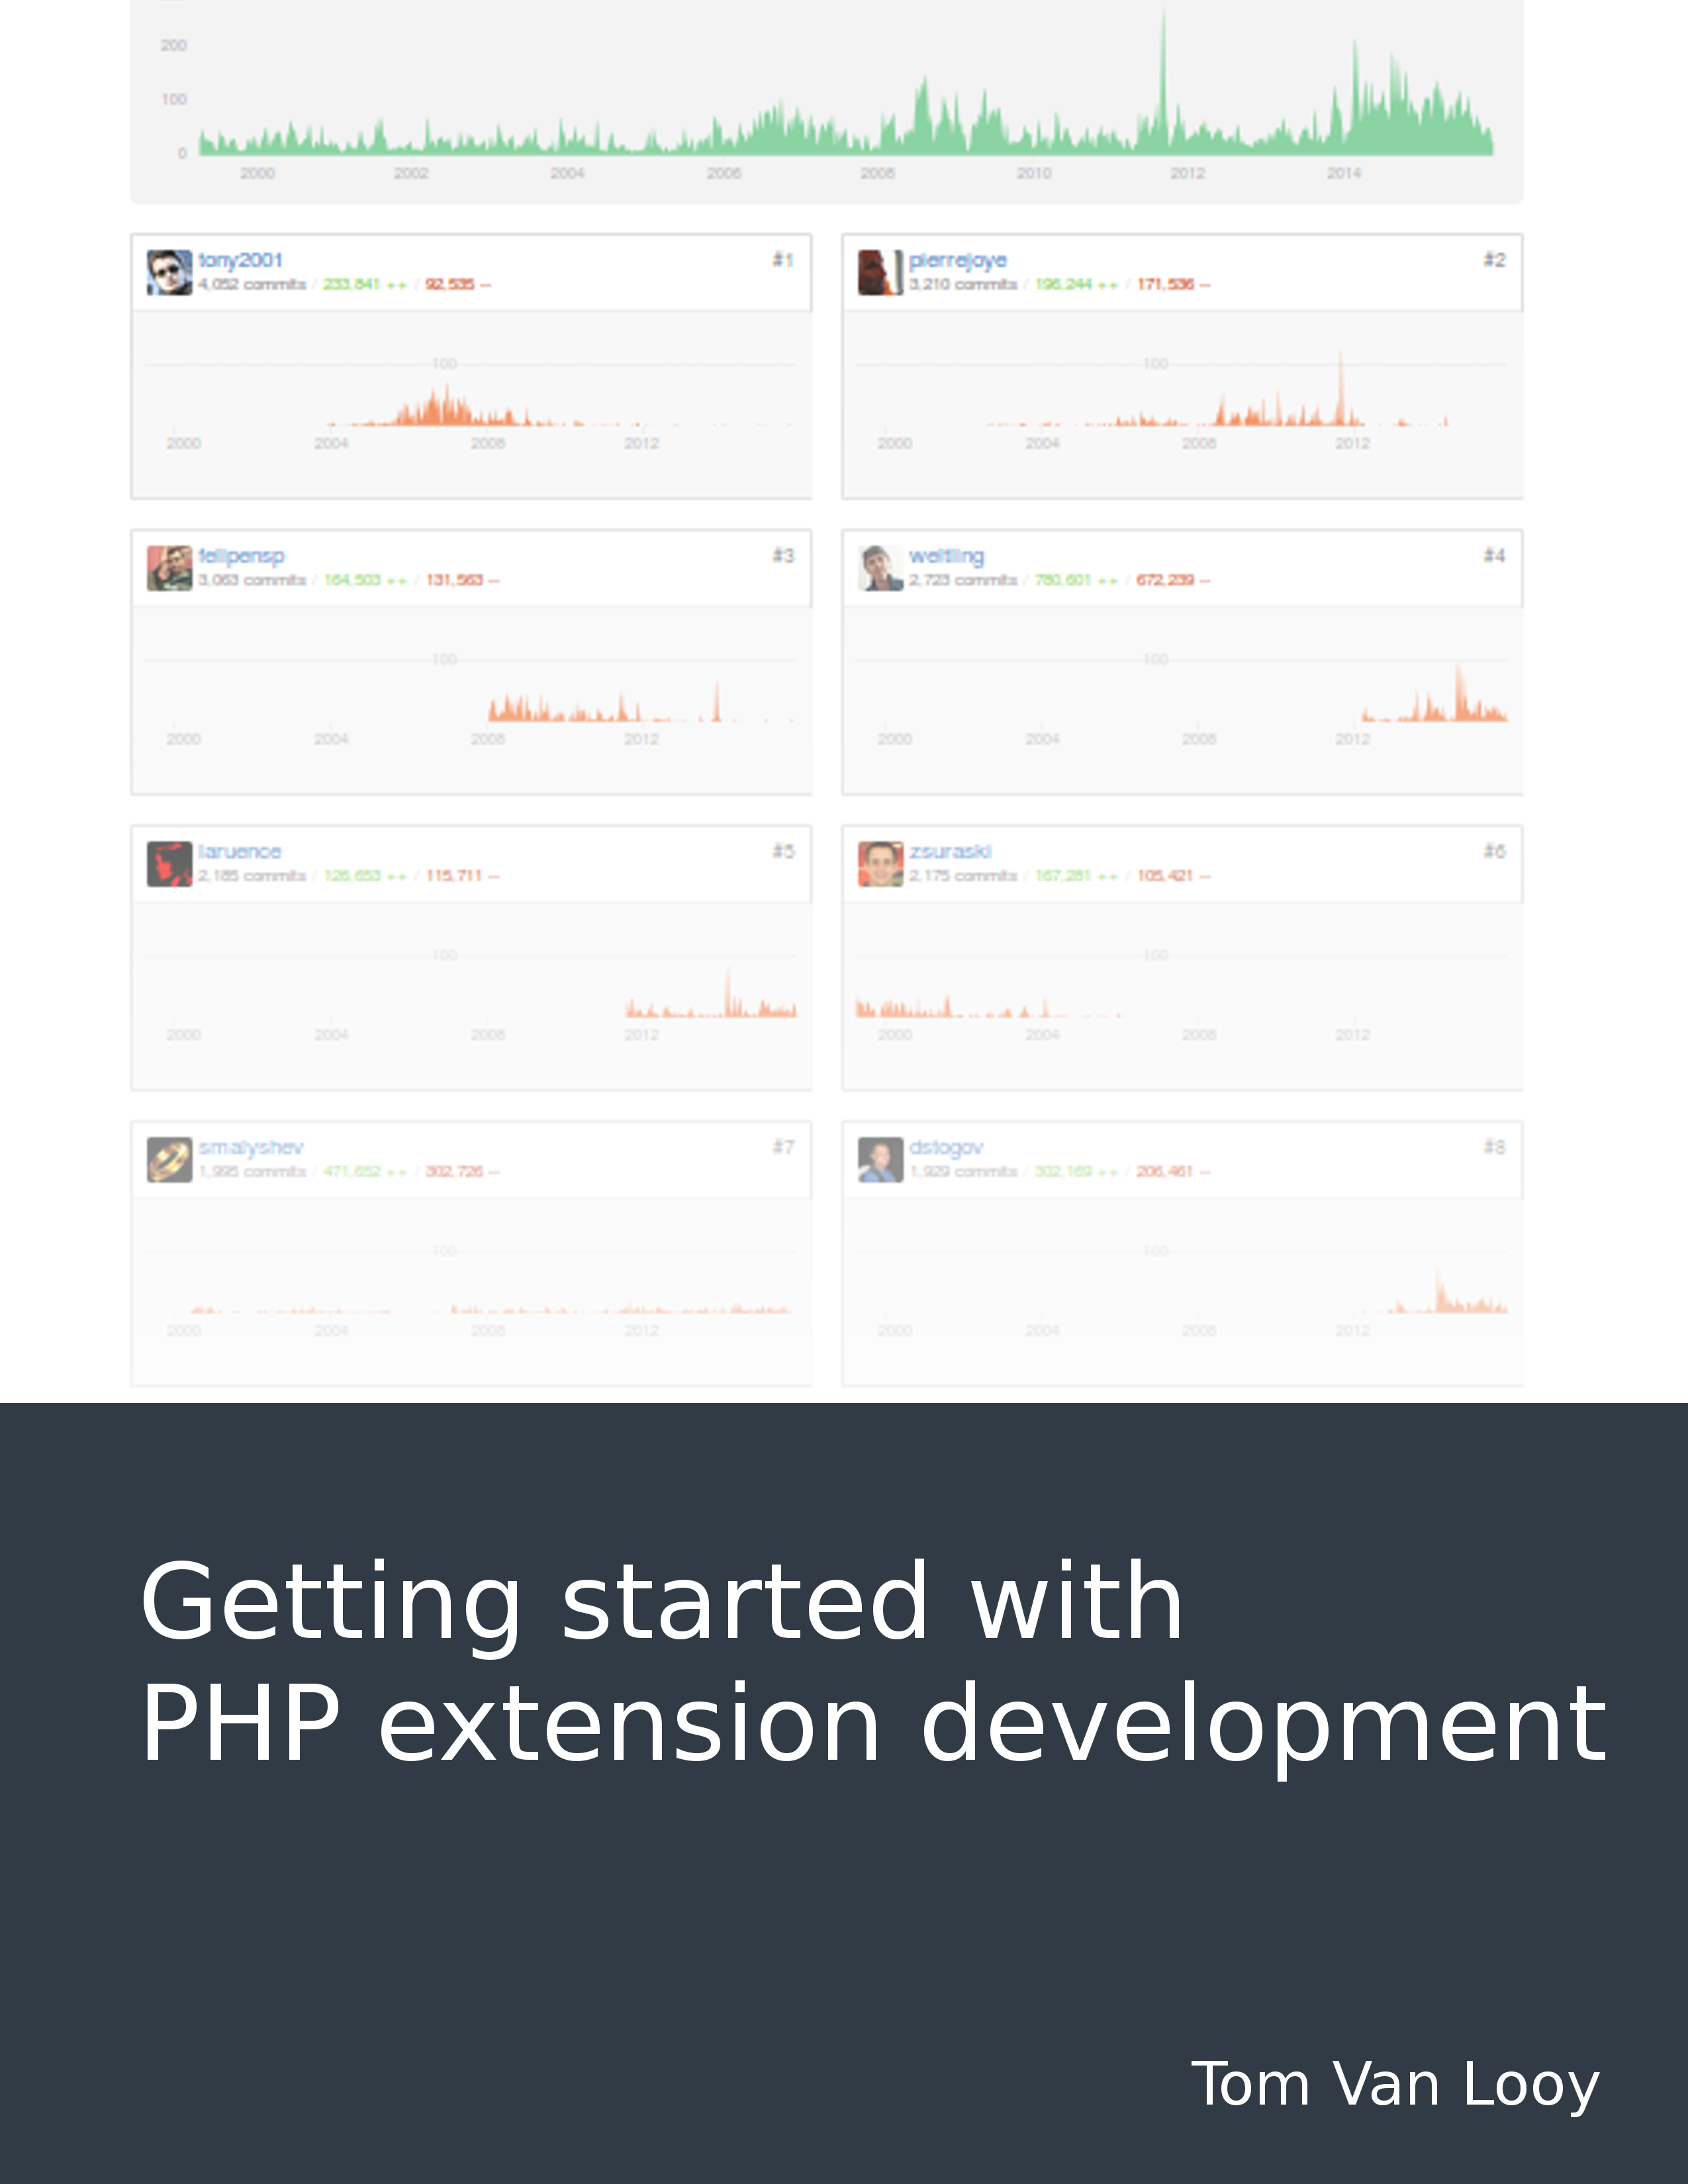 200
100
0
2000 2002 2004 2006 2008 2010 2012 2014
tony2001 #1
4,052 commits / 233,841 ++ / 92,535 --
100
2000 2004 2008 2012
pierrejoye #2
3,210 commits / 196,244 ++ / 171,536 --
100
2000 2004 2008 2012
felipensp #3
3,063 commits / 164,503 ++ / 131,563 --
100
2000 2004 2008 2012
weltling #4
2,723 commits / 780,601 ++ / 672,239 --
100
2000 2004 2008 2012
laruence #5
2,185 commits / 126,653 ++ / 115,711 --
100
2000 2004 2008 2012
zsuraski #6
2,175 commits / 167,281 ++ / 105,421 --
100
2000 2004 2008 2012
smalyshev #7
1,995 commits / 471,652 ++ / 302,726 --
100
2000 2004 2008 2012
dstogov #8
1,929 commits / 302,169 ++ / 206,461 --
100
2000 2004 2008 2012
Getting started with
PHP extension development
Tom Van Looy